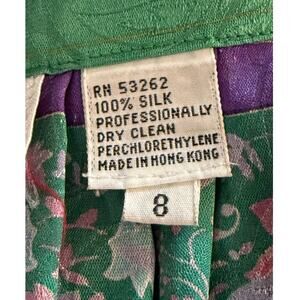 RN 53262
100% SILK
PROFESSIONALLY
DRY CLEAN
PERCHLORETHYLENE
MADE IN HONG KONG
8